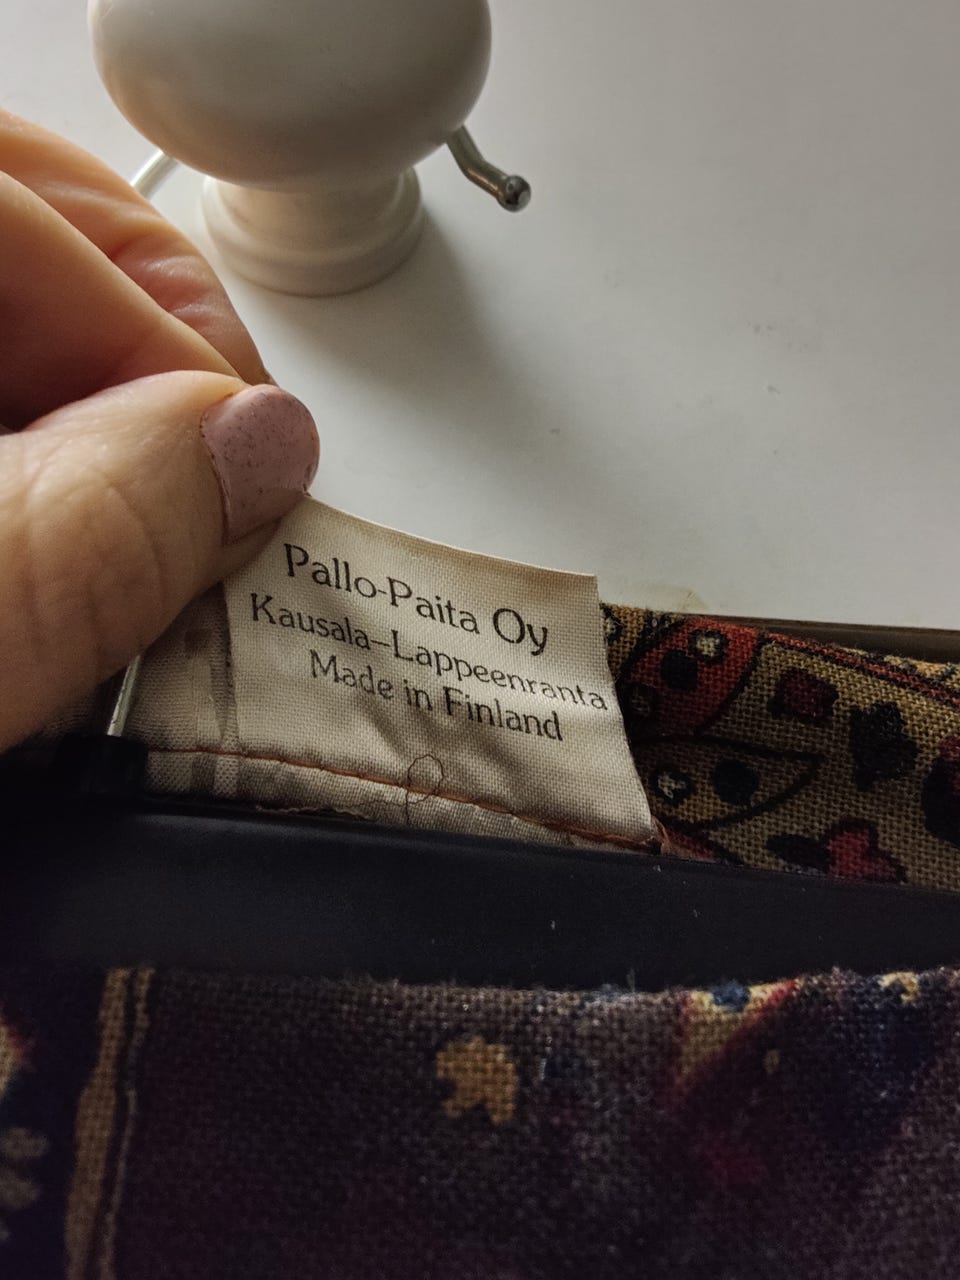 Pallo-Paita Oy
Kausala–Lappeenranta
Made in Finland